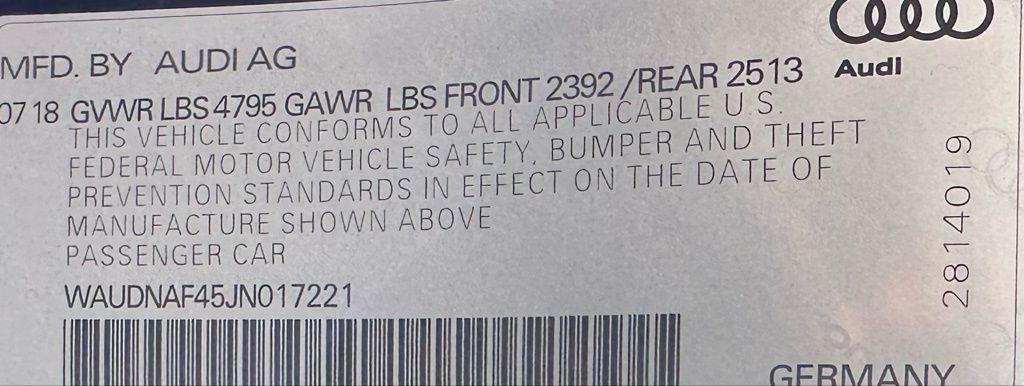 MFD. BY AUDI AG
Audi
0718 GVWR LBS 4795 GAWR LBS FRONT 2392 /REAR 2513
THIS VEHICLE CONFORMS TO ALL APPLICABLE U.S.
FEDERAL MOTOR VEHICLE SAFETY, BUMPER AND THEFT
PREVENTION STANDARDS IN EFFECT ON THE DATE OF
MANUFACTURE SHOWN ABOVE
PASSENGER CAR
WAUDNAF45JN017221
2814019
GERMANY